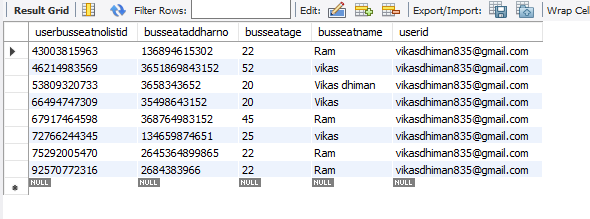 Result Grid Filter Rows: Edit: Export/Import: Wrap Cel
userbusseatnolistid busseataddharno busseatage busseatname userid
43003815963 136894615302 22 Ram vikasdhiman835@gmail.com
46214983569 3651869843152 52 vikas vikasdhiman835@gmail.com
53809320733 3658343652 20 Vikas dhiman vikasdhiman835@gmail.com
66494747309 35498643152 20 Ram vikasdhiman835@gmail.com
67917464598 368764983152 45 Ram vikasdhiman835@gmail.com
72766244345 134659874651 25 vikas vikasdhiman835@gmail.com
75292005470 2645364899865 22 Ram vikasdhiman835@gmail.com
92570772316 2684383966 22 Ram vikasdhiman835@gmail.com
NULL NULL NULL NULL NULL